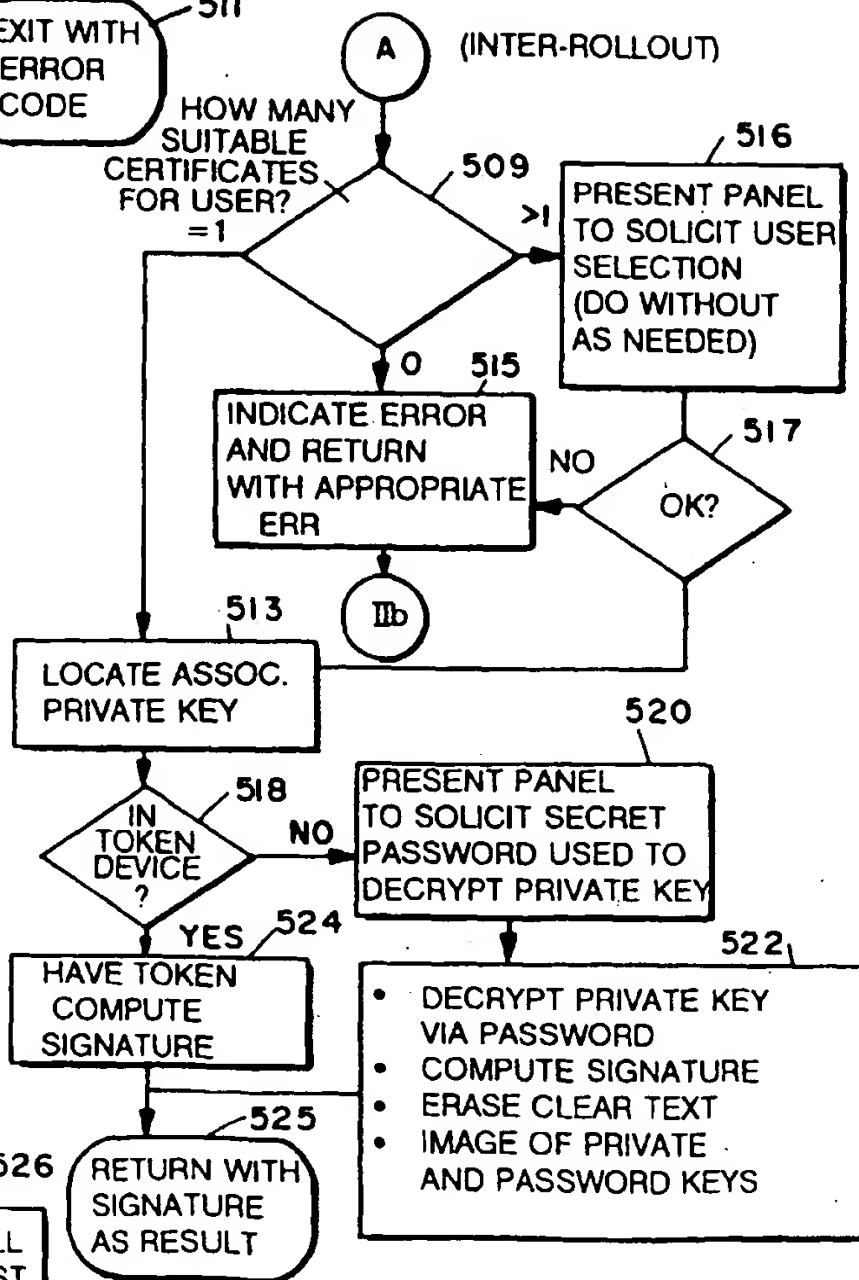 511
EXIT WITH
ERROR
CODE
A
(INTER-ROLLOUT)
HOW MANY
SUITABLE
CERTIFICATES
FOR USER?
509
=1
>1
0
516
PRESENT PANEL
TO SOLICIT USER
SELECTION
(DO WITHOUT
AS NEEDED)
515
INDICATE ERROR
AND RETURN
WITH APPROPRIATE
ERR
NO
517
OK?
IIb
513
LOCATE ASSOC.
PRIVATE KEY
518
IN
TOKEN
DEVICE
?
NO
520
PRESENT PANEL
TO SOLICIT SECRET
PASSWORD USED TO
DECRYPT PRIVATE KEY
YES
524
HAVE TOKEN
COMPUTE
SIGNATURE
522
• DECRYPT PRIVATE KEY
VIA PASSWORD
• COMPUTE SIGNATURE
• ERASE CLEAR TEXT
• IMAGE OF PRIVATE
AND PASSWORD KEYS
525
RETURN WITH
SIGNATURE
AS RESULT
526